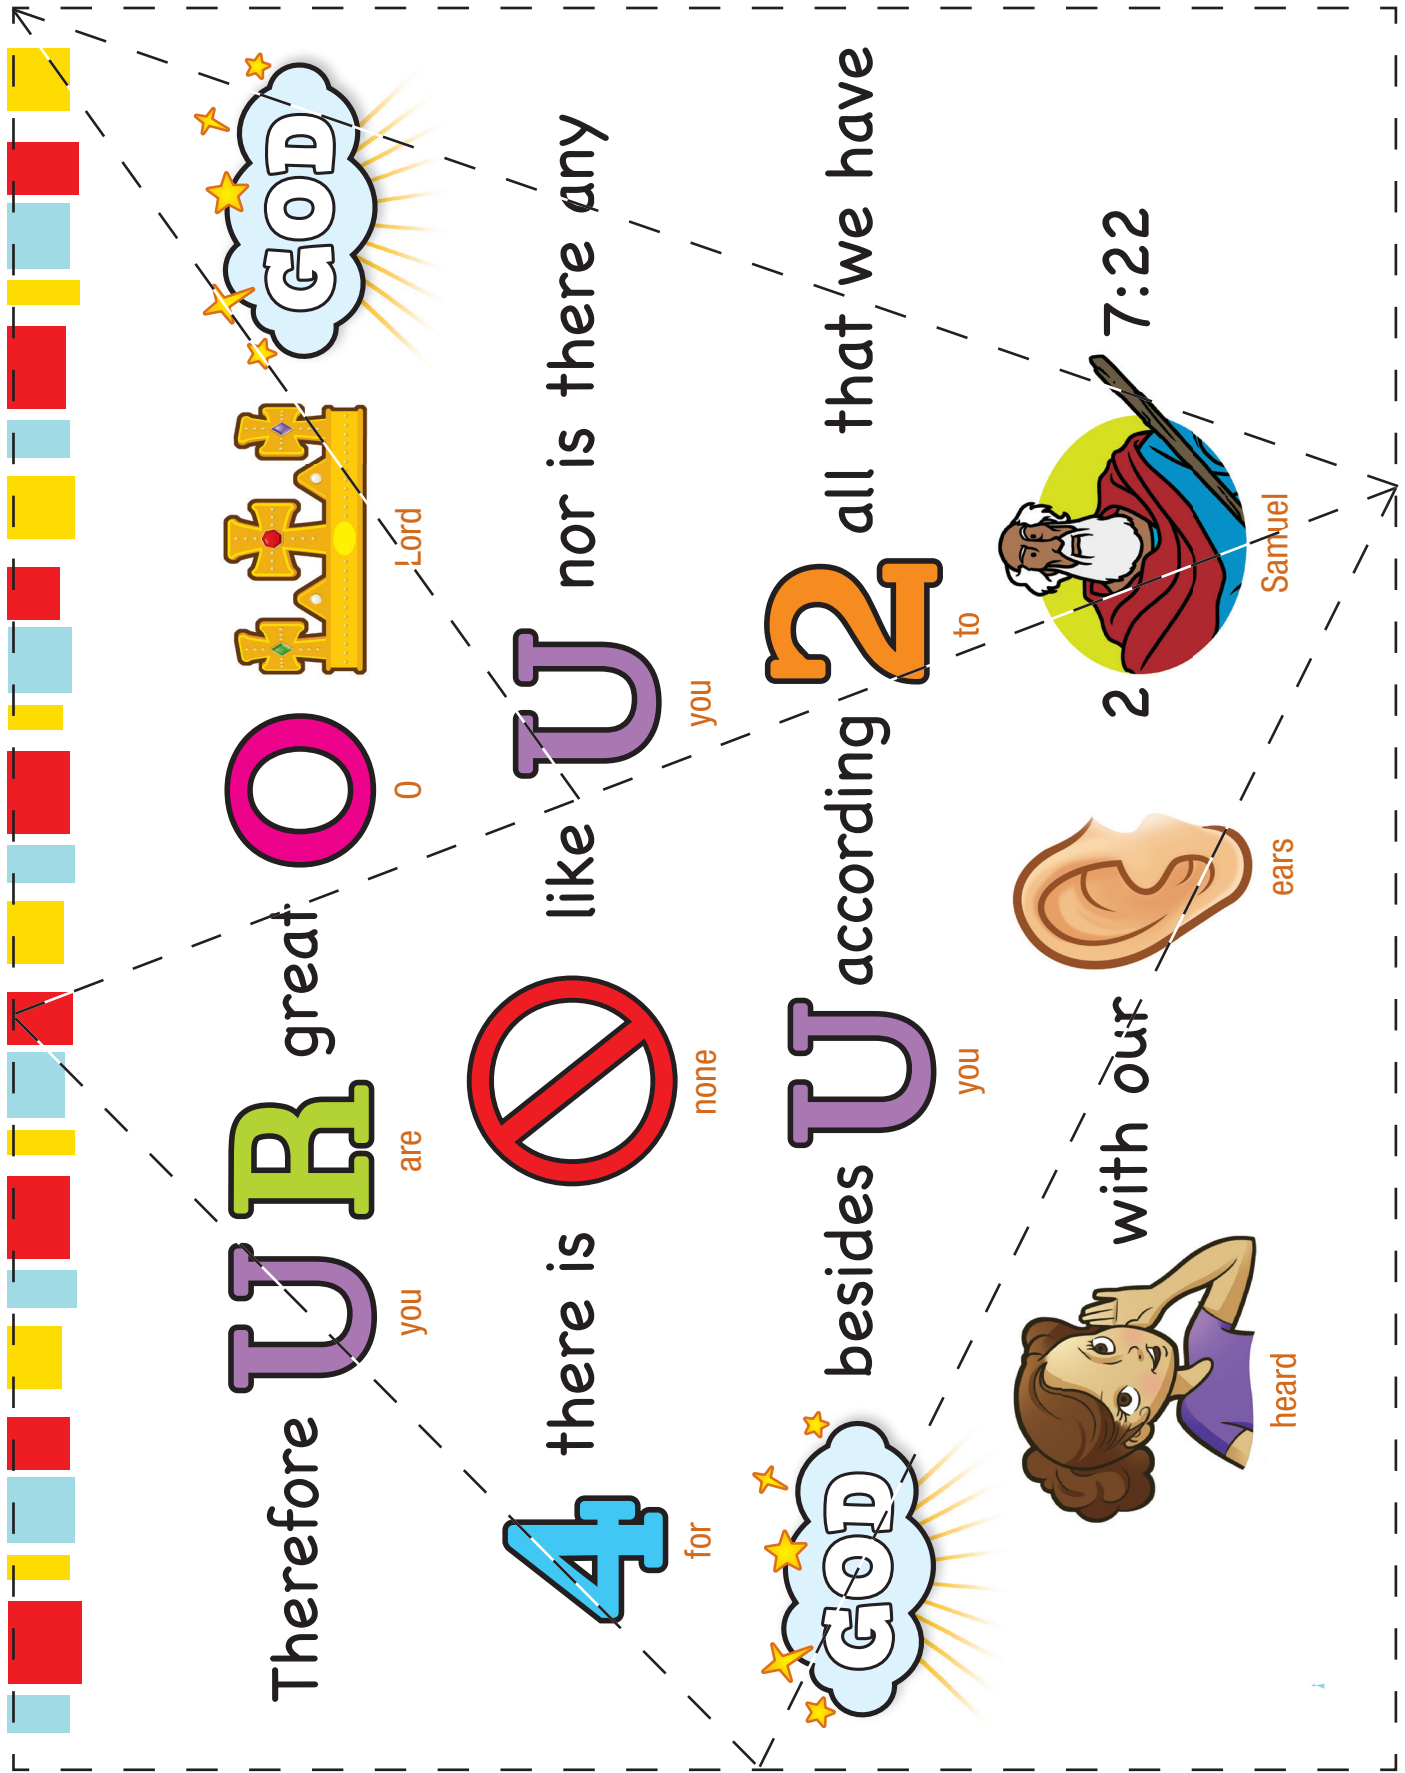 Therefore U R great O GOD
you are O Lord
4 there is like U nor is there any
for none you
GOD besides U according 2 all that we have
you to
with our 2 7:22
heard ears Samuel